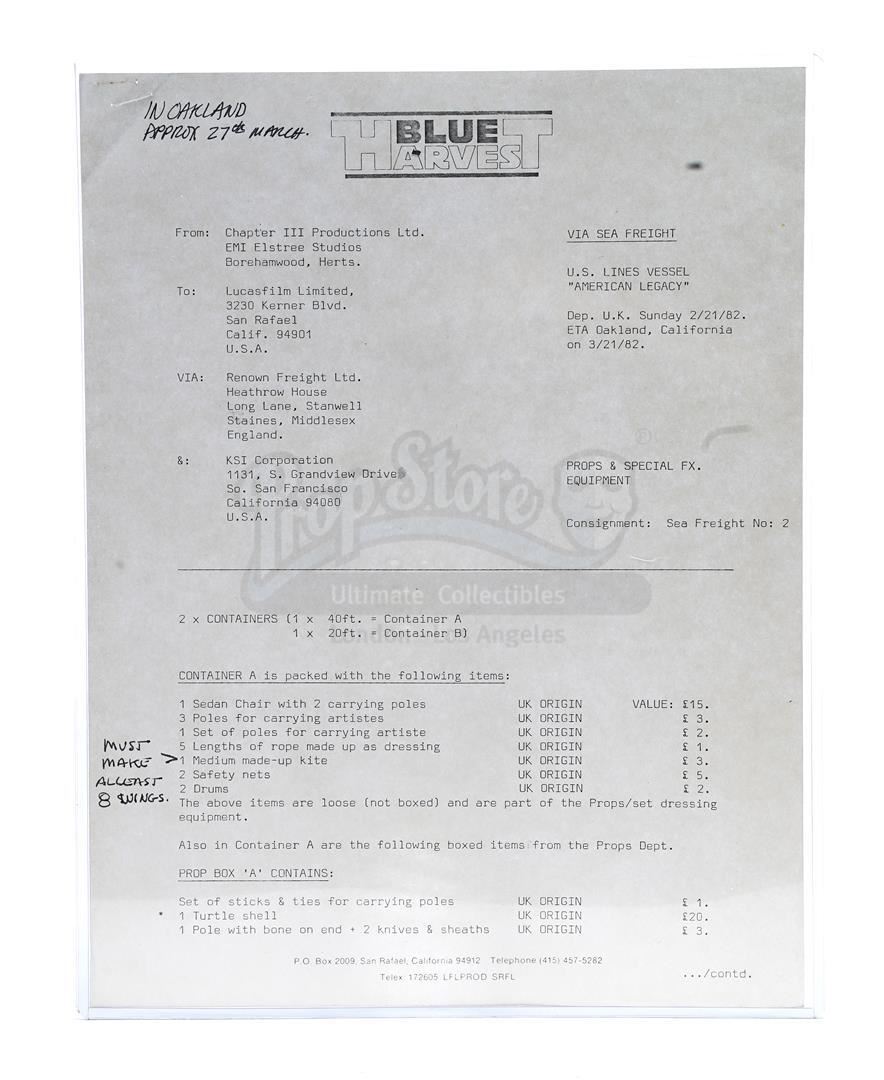 IN OAKLAND
APPROX 27th MARCH.
BLUE
HARVEST
From: Chapter III Productions Ltd.
EMI Elstree Studios
Borehamwood, Herts.
To: Lucasfilm Limited,
3230 Kerner Blvd.
San Rafael
Calif. 94901
U.S.A.
VIA: Renown Freight Ltd.
Heathrow House
Long Lane, Stanwell
Staines, Middlesex
England.
&: KSI Corporation
1131, S. Grandview Drive
So. San Francisco
California 94080
U.S.A.
VIA SEA FREIGHT
U.S. LINES VESSEL
"AMERICAN LEGACY"
Dep. U.K. Sunday 2/21/82.
ETA Oakland, California
on 3/21/82.
PROPS & SPECIAL FX.
EQUIPMENT
Consignment: Sea Freight No: 2
PropStore®
Ultimate Collectibles
London · Los Angeles
2 x CONTAINERS (1 x 40ft. = Container A
1 x 20ft. = Container B)
CONTAINER A is packed with the following items:
1 Sedan Chair with 2 carrying poles UK ORIGIN VALUE: £15.
3 Poles for carrying artistes UK ORIGIN £ 3.
1 Set of poles for carrying artiste UK ORIGIN £ 2.
5 Lengths of rope made up as dressing UK ORIGIN £ 1.
1 Medium made-up kite UK ORIGIN £ 3.
2 Safety nets UK ORIGIN £ 5.
2 Drums UK ORIGIN £ 2.
MUST
MAKE >
ALLEAST
8 WINGS.
The above items are loose (not boxed) and are part of the Props/set dressing
equipment.
Also in Container A are the following boxed items from the Props Dept.
PROP BOX 'A' CONTAINS:
Set of sticks & ties for carrying poles UK ORIGIN £ 1.
* 1 Turtle shell UK ORIGIN £20.
1 Pole with bone on end + 2 knives & sheaths UK ORIGIN £ 3.
P.O. Box 2009, San Rafael, California 94912 Telephone (415) 457-5282
Telex: 172605 LFLPROD SRFL
.../contd.